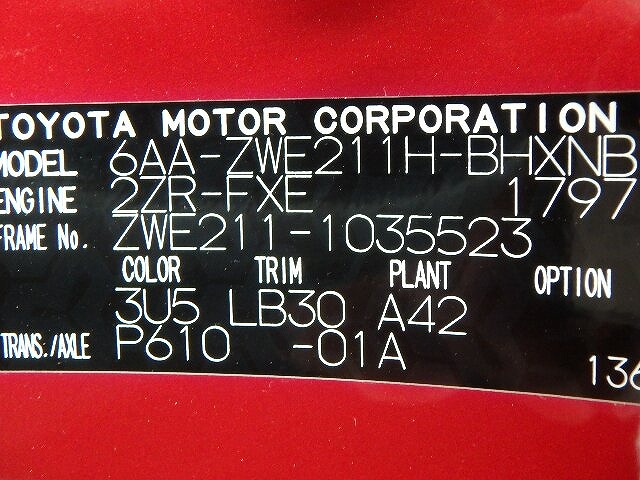 TOYOTA MOTOR CORPORATION
MODEL 6AA-ZWE211H-BHXNB
ENGINE 2ZR-FXE 1797
FRAME No. ZWE211-1035523
COLOR TRIM PLANT OPTION
3U5 LB30 A42
TRANS./AXLE P610 -01A
136